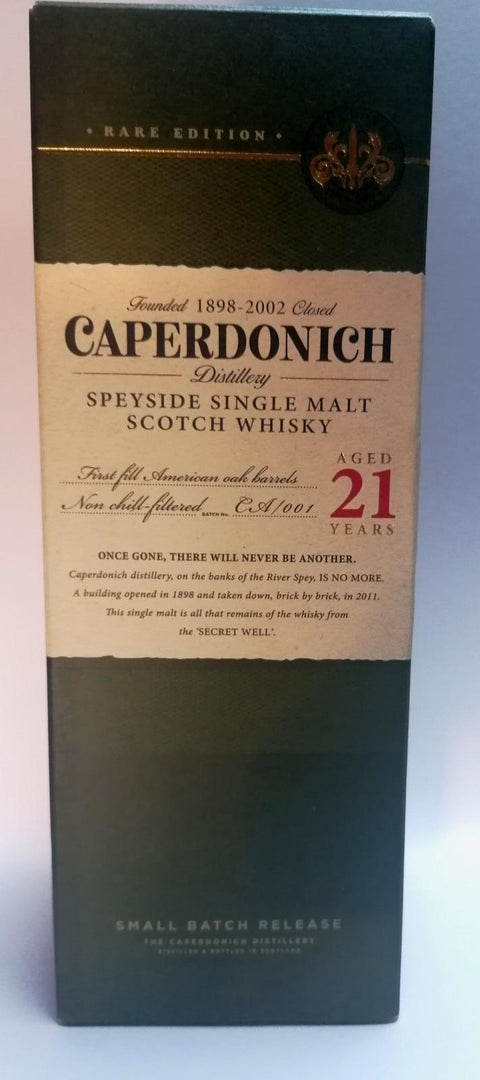 • RARE EDITION •
Founded 1898-2002 Closed
CAPERDONICH
Distillery
SPEYSIDE SINGLE MALT
SCOTCH WHISKY
First fill American oak barrels
Non chill-filtered BATCH No. CA/001
AGED
21
YEARS
ONCE GONE, THERE WILL NEVER BE ANOTHER.
Caperdonich distillery, on the banks of the River Spey, IS NO MORE.
A building opened in 1898 and taken down, brick by brick, in 2011.
This single malt is all that remains of the whisky from
the 'SECRET WELL'.
SMALL BATCH RELEASE
THE CAPERDONICH DISTILLERY
DISTILLED & BOTTLED IN SCOTLAND